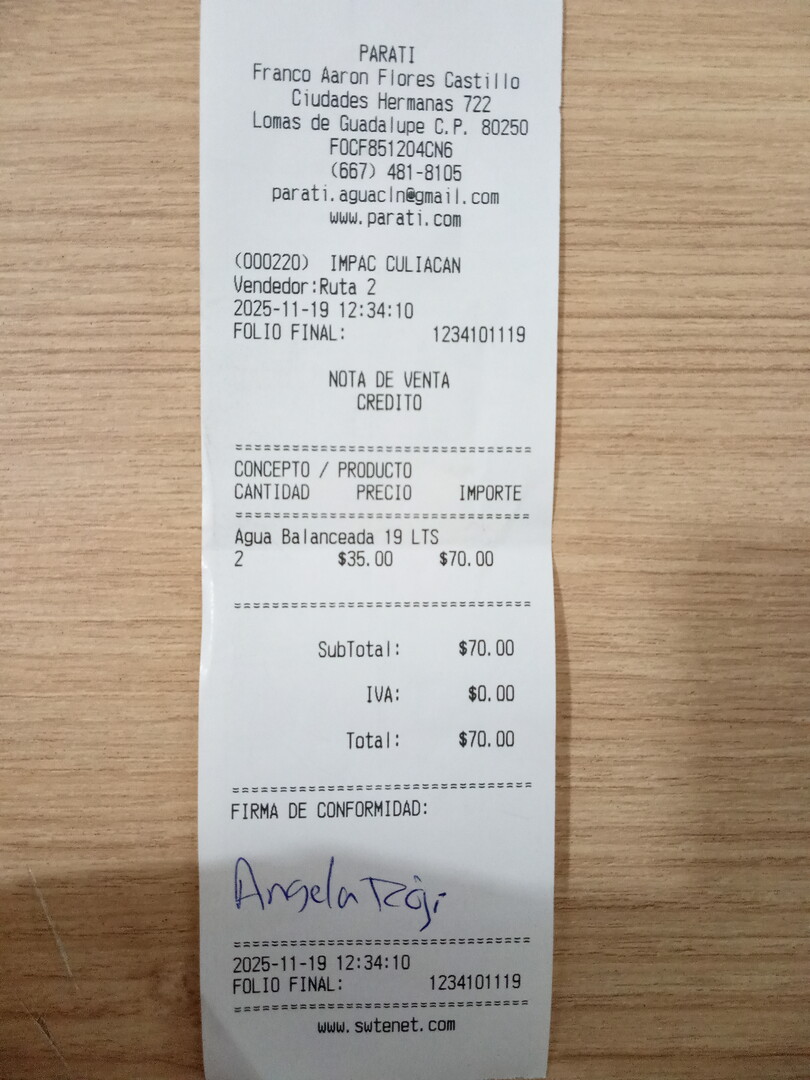 PARATI
Franco Aaron Flores Castillo
Ciudades Hermanas 722
Lomas de Guadalupe C.P. 80250
FOCF851204CN6
(667) 481-8105
parati.aguacln@gmail.com
www.parati.com
(000220) IMPAC CULIACAN
Vendedor:Ruta 2
2025-11-19 12:34:10
FOLIO FINAL: 1234101119
NOTA DE VENTA
CREDITO
CONCEPTO / PRODUCTO
CANTIDAD PRECIO IMPORTE
Agua Balanceada 19 LTS
2 $35.00 $70.00
SubTotal: $70.00
IVA: $0.00
Total: $70.00
FIRMA DE CONFORMIDAD:
Angela
2025-11-19 12:34:10
FOLIO FINAL: 1234101119
www.swtenet.com